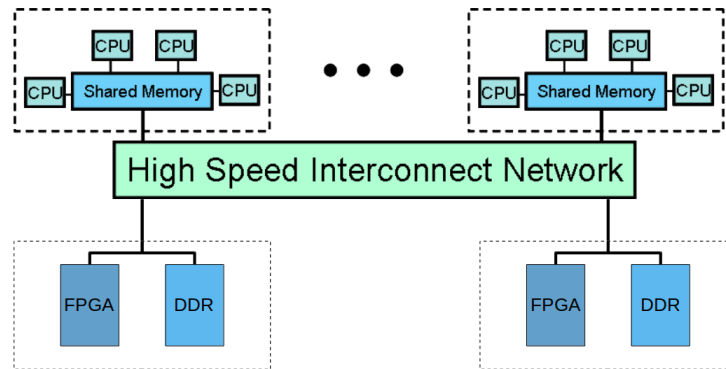 CPU CPU
CPU Shared Memory CPU
CPU CPU
CPU Shared Memory CPU
High Speed Interconnect Network
FPGA DDR
FPGA DDR